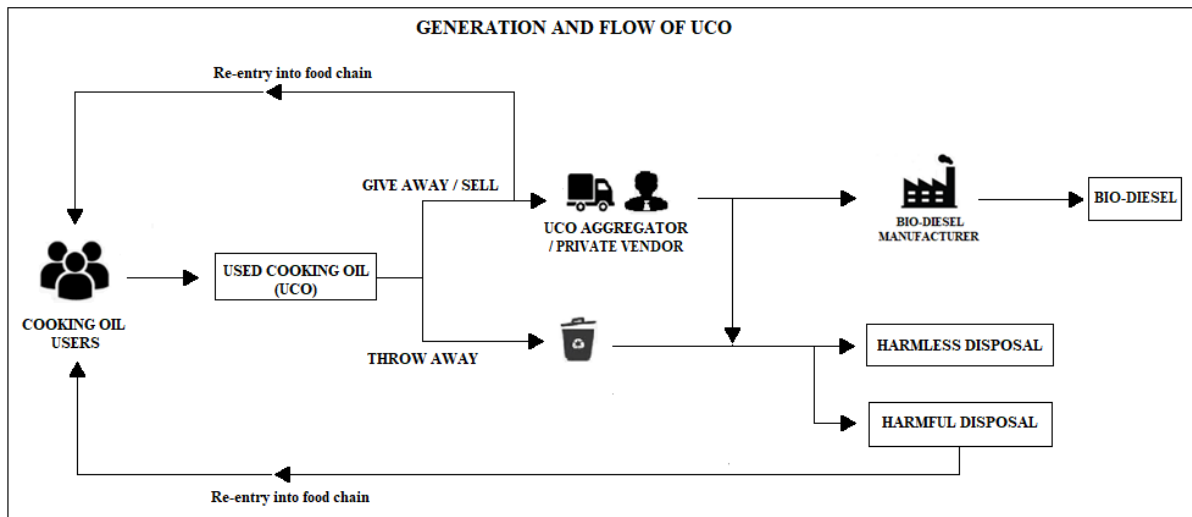 GENERATION AND FLOW OF UCO
Re-entry into food chain
GIVE AWAY / SELL
UCO AGGREGATOR
/ PRIVATE VENDOR
BIO-DIESEL
MANUFACTURER
BIO-DIESEL
USED COOKING OIL
(UCO)
COOKING OIL
USERS
THROW AWAY
HARMLESS DISPOSAL
HARMFUL DISPOSAL
Re-entry into food chain